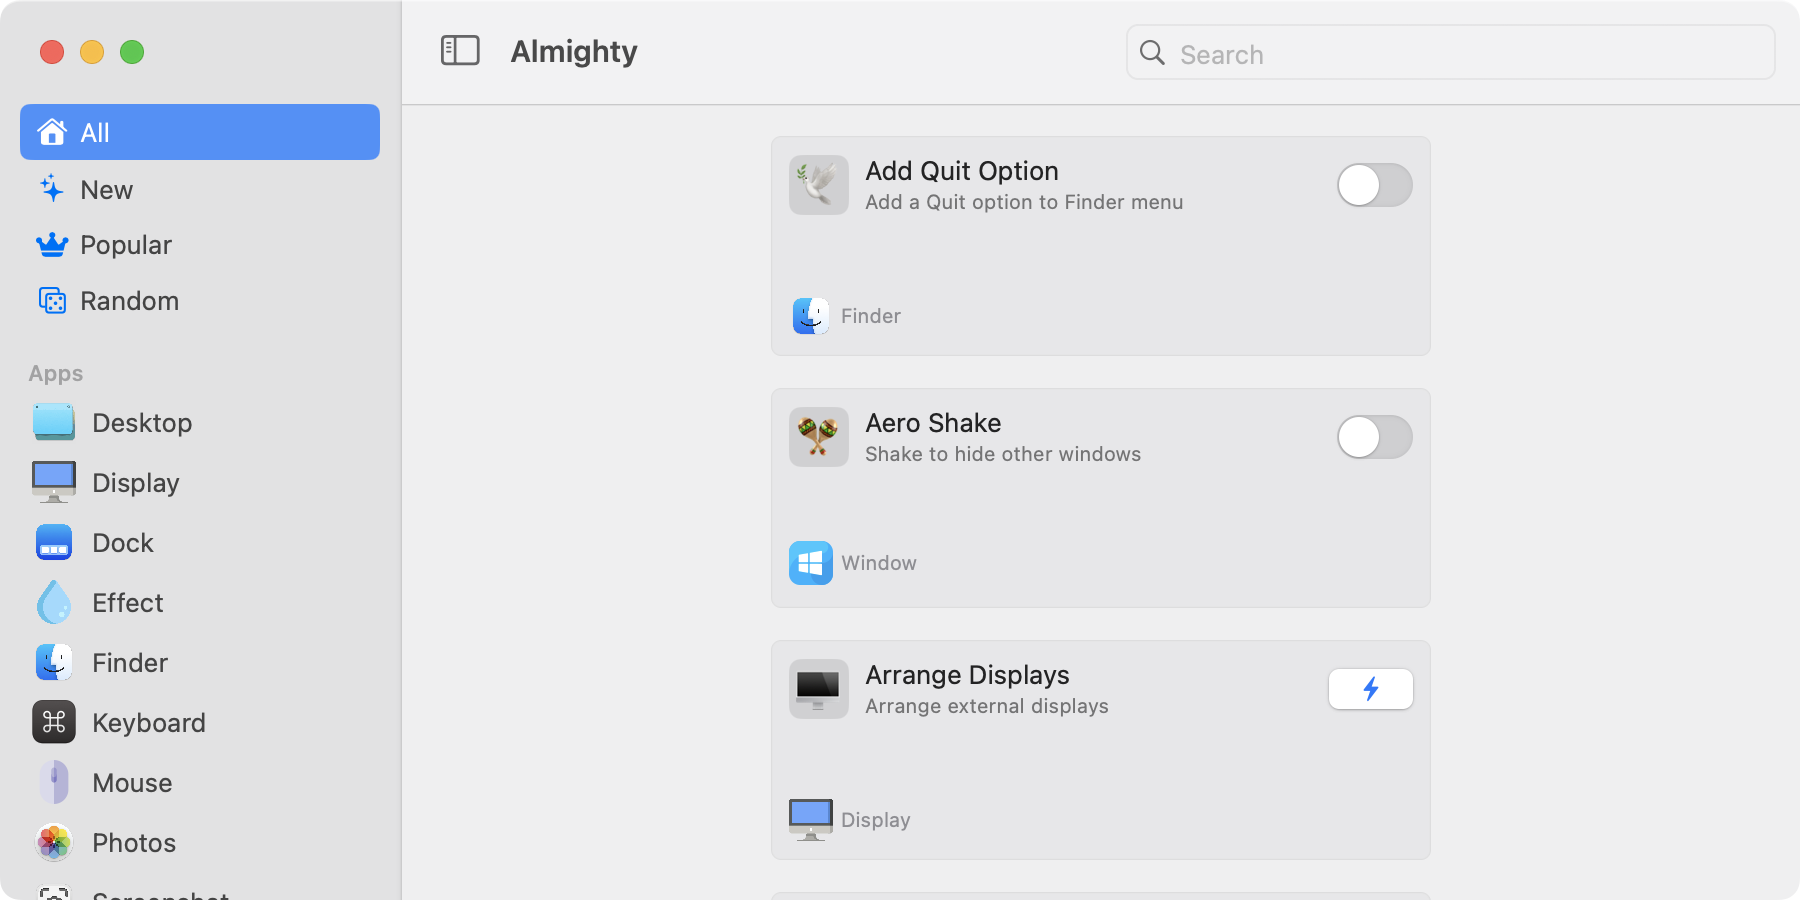 Almighty
Search
All
New
Popular
Random
Apps
Desktop
Display
Dock
Effect
Finder
Keyboard
Mouse
Photos
Screenshot
Add Quit Option
Add a Quit option to Finder menu
Finder
Aero Shake
Shake to hide other windows
Window
Arrange Displays
Arrange external displays
Display